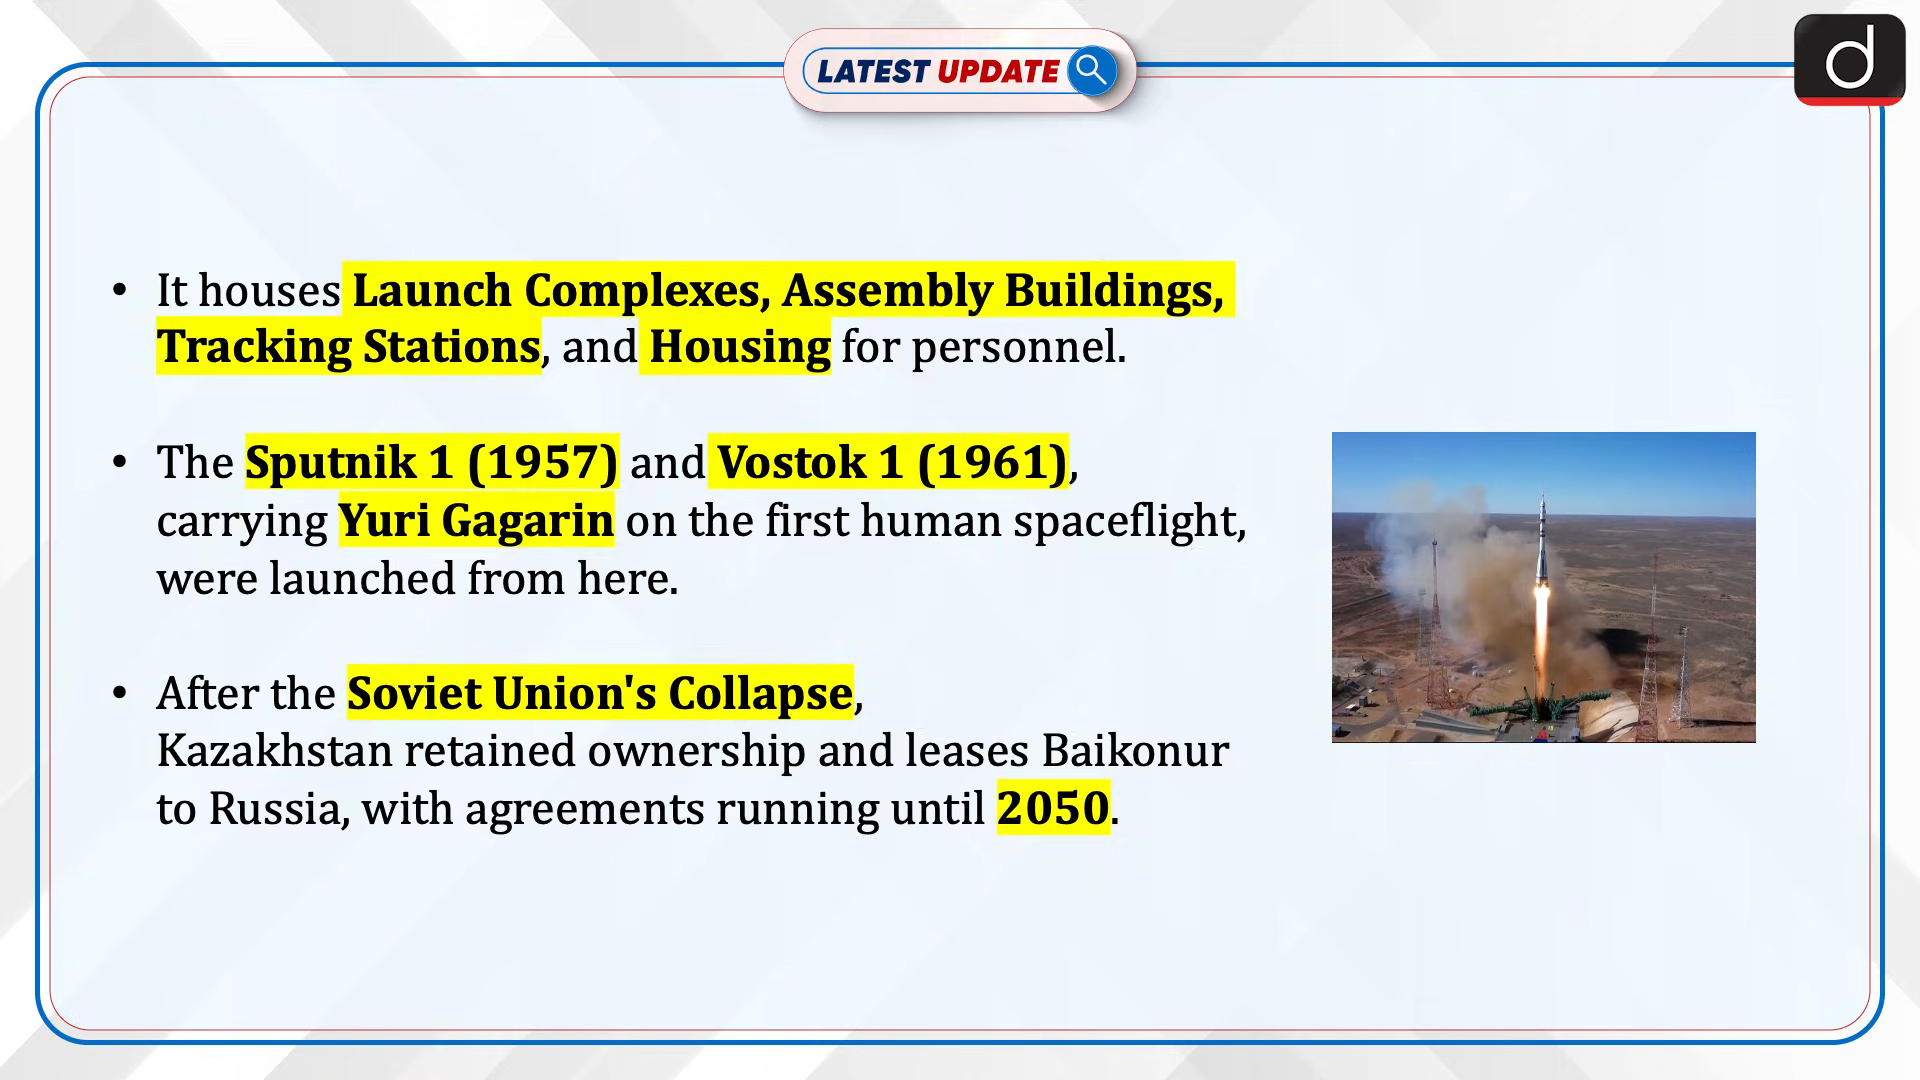 LATEST UPDATE
d
• It houses Launch Complexes, Assembly Buildings,
Tracking Stations, and Housing for personnel.
• The Sputnik 1 (1957) and Vostok 1 (1961),
carrying Yuri Gagarin on the first human spaceflight,
were launched from here.
• After the Soviet Union's Collapse,
Kazakhstan retained ownership and leases Baikonur
to Russia, with agreements running until 2050.